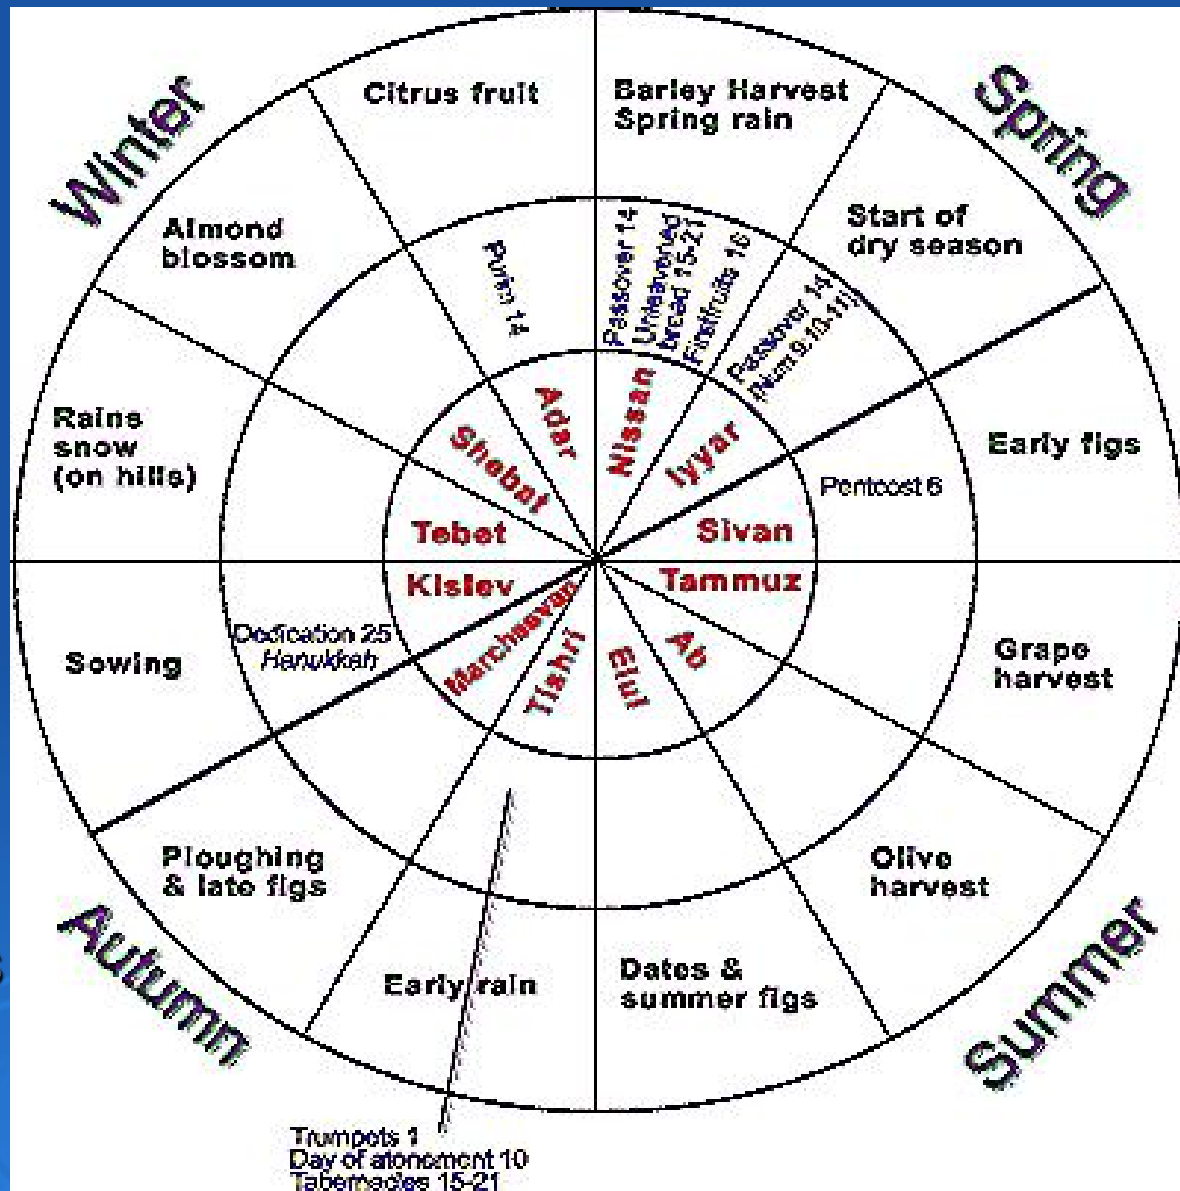 Winter
Spring
Citrus fruit
Barley Harvest
Spring rain
Almond
blossom
Start of
dry season
Purim 14
Passover 14
Unleavened
bread 15-21
Firstfruits 16
Passover 14
Rains
snow
(on hills)
Early figs
Adar
Nissan
Shebat
Iyyar
Pentcost 6
Tebet
Sivan
Kislev
Tammuz
Dedication 25
Hanukkah
Tishri
Elul
Ab
Sowing
Grape
harvest
Ploughing
& late figs
Olive
harvest
Early rain
Dates &
summer figs
Autumn
Summer
Trumpets 1
Day of atonement 10
Tabernacles 15-21